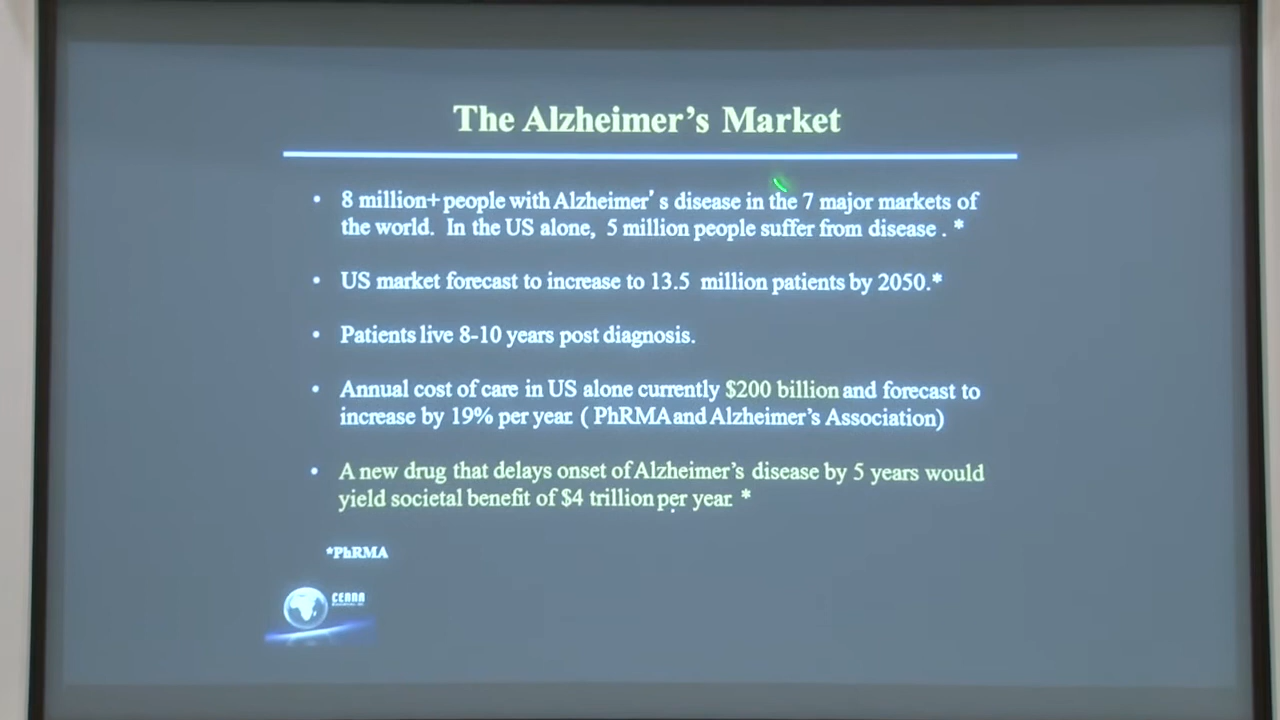 The Alzheimer's Market
• 8 million+ people with Alzheimer's disease in the 7 major markets of
the world. In the US alone, 5 million people suffer from disease . *
• US market forecast to increase to 13.5 million patients by 2050.*
• Patients live 8-10 years post diagnosis.
• Annual cost of care in US alone currently $200 billion and forecast to
increase by 19% per year. ( PhRMA and Alzheimer's Association)
• A new drug that delays onset of Alzheimer's disease by 5 years would
yield societal benefit of $4 trillion per year. *
*PhRMA